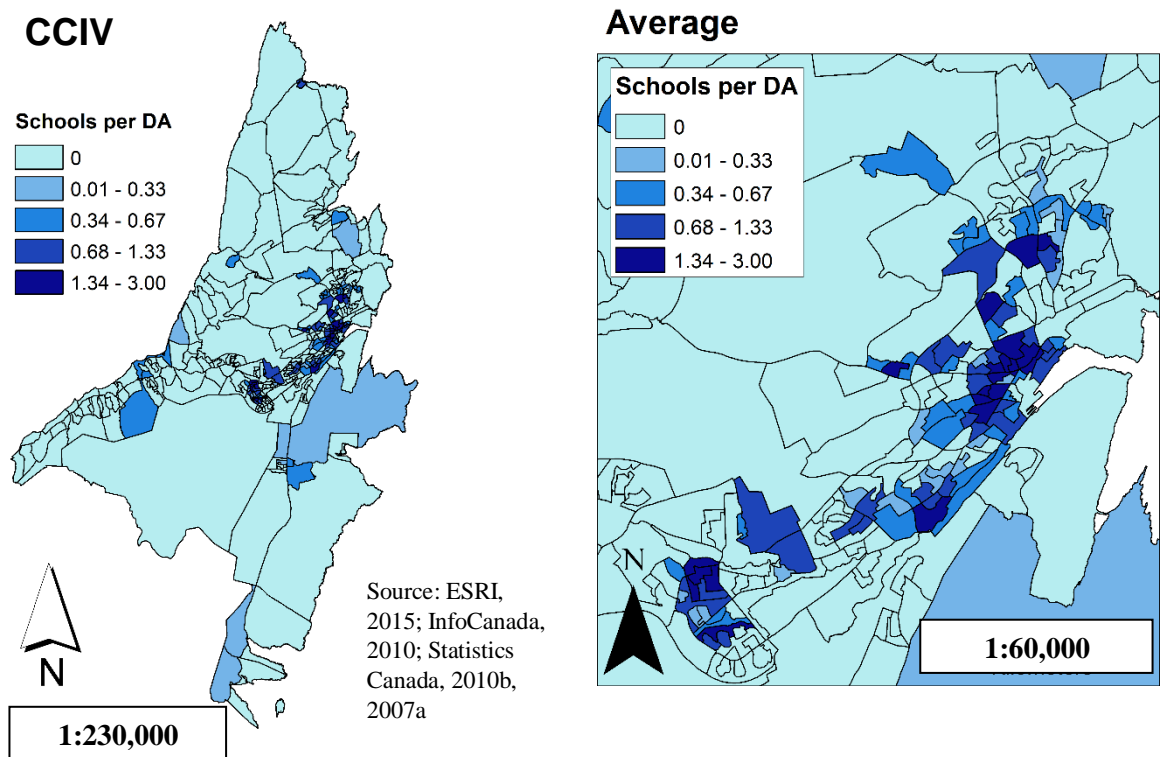 CCIV
Schools per DA
0
0.01 - 0.33
0.34 - 0.67
0.68 - 1.33
1.34 - 3.00
N
1:230,000
Source: ESRI,
2015; InfoCanada,
2010; Statistics
Canada, 2010b,
2007a
Average
Schools per DA
0
0.01 - 0.33
0.34 - 0.67
0.68 - 1.33
1.34 - 3.00
N
1:60,000